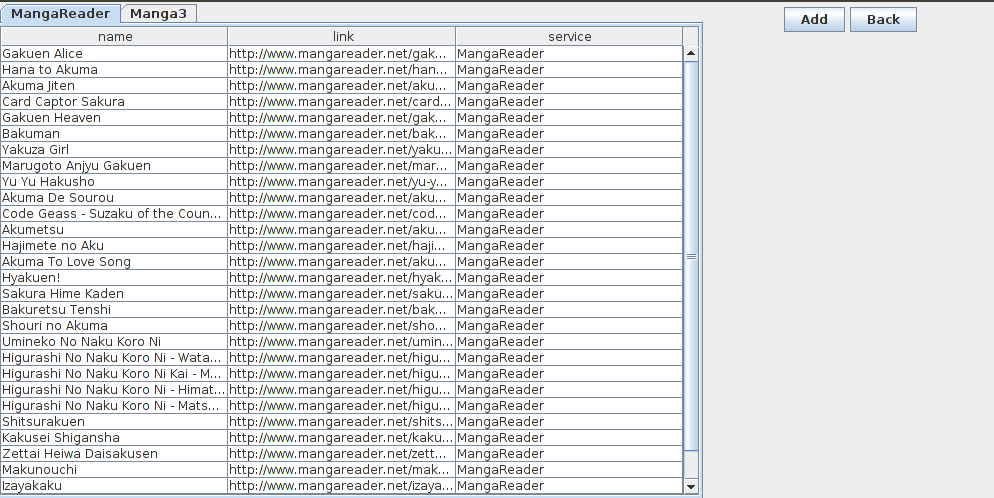 MangaReader Manga3 Add Back
name link service
Gakuen Alice http://www.mangareader.net/gak... MangaReader
Hana to Akuma http://www.mangareader.net/han... MangaReader
Akuma Jiten http://www.mangareader.net/aku... MangaReader
Card Captor Sakura http://www.mangareader.net/card... MangaReader
Gakuen Heaven http://www.mangareader.net/gak... MangaReader
Bakuman http://www.mangareader.net/bak... MangaReader
Yakuza Girl http://www.mangareader.net/yaku... MangaReader
Marugoto Anjyu Gakuen http://www.mangareader.net/mar... MangaReader
Yu Yu Hakusho http://www.mangareader.net/yu-y... MangaReader
Akuma De Sourou http://www.mangareader.net/aku... MangaReader
Code Geass - Suzaku of the Coun... http://www.mangareader.net/cod... MangaReader
Akumetsu http://www.mangareader.net/aku... MangaReader
Hajimete no Aku http://www.mangareader.net/haji... MangaReader
Akuma To Love Song http://www.mangareader.net/aku... MangaReader
Hyakuen! http://www.mangareader.net/hyak... MangaReader
Sakura Hime Kaden http://www.mangareader.net/saku... MangaReader
Bakuretsu Tenshi http://www.mangareader.net/bak... MangaReader
Shouri no Akuma http://www.mangareader.net/sho... MangaReader
Umineko No Naku Koro Ni http://www.mangareader.net/umin... MangaReader
Higurashi No Naku Koro Ni - Wata... http://www.mangareader.net/higu... MangaReader
Higurashi No Naku Koro Ni Kai - M... http://www.mangareader.net/higu... MangaReader
Higurashi No Naku Koro Ni - Himat... http://www.mangareader.net/higu... MangaReader
Higurashi No Naku Koro Ni - Mats... http://www.mangareader.net/higu... MangaReader
Shitsurakuen http://www.mangareader.net/shits... MangaReader
Kakusei Shigansha http://www.mangareader.net/kaku... MangaReader
Zettai Heiwa Daisakusen http://www.mangareader.net/zett... MangaReader
Makunouchi http://www.mangareader.net/mak... MangaReader
Izayakaku http://www.mangareader.net/izaya... MangaReader